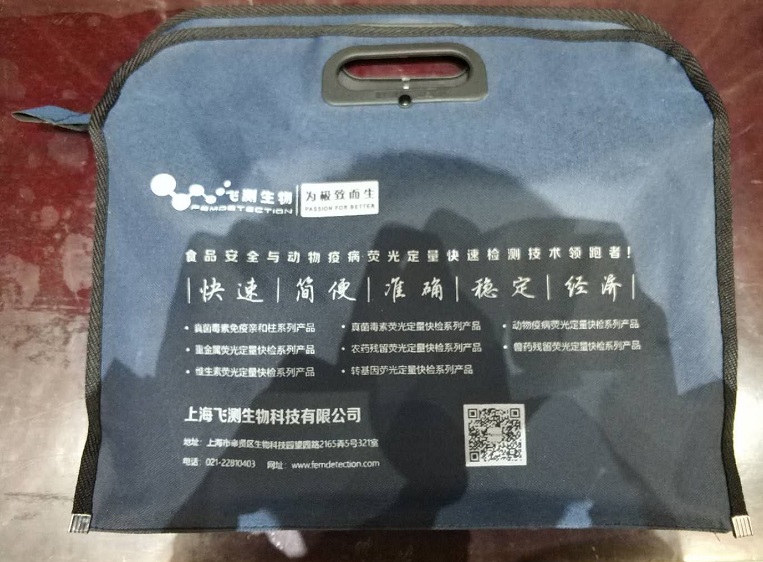 飞测生物
FEMDETECTION
为极致而生
PASSION FOR BETTER
食品安全与动物疫病荧光定量快速检测技术领跑者!
快速 | 简便 | 准确 | 稳定 | 经济
• 真菌毒素免疫亲和柱系列产品 • 真菌毒素荧光定量快检系列产品 • 动物疫病荧光定量快检系列产品
• 重金属荧光定量快检系列产品 • 农药残留荧光定量快检系列产品 • 兽药残留荧光定量快检系列产品
• 维生素荧光定量快检系列产品 • 转基因荧光定量快检系列产品
上海飞测生物科技有限公司
地址: 上海市奉贤区生物科技园望园路2165弄5号321室
电话: 021-22810403 网址: www.femdetection.com